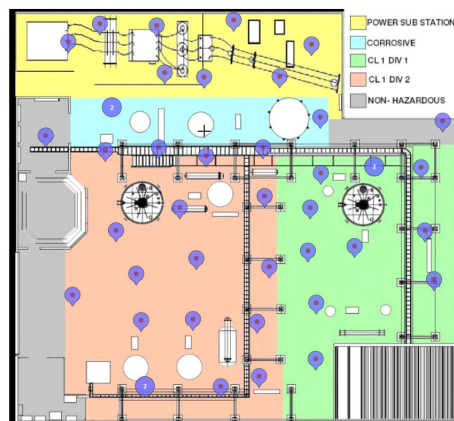 POWER SUB STATION
CORROSIVE
CL 1 DIV 1
CL 1 DIV 2
NON- HAZARDOUS
2
2
2